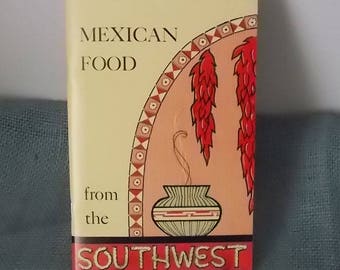 MEXICAN
FOOD
from
the
SOUTHWEST